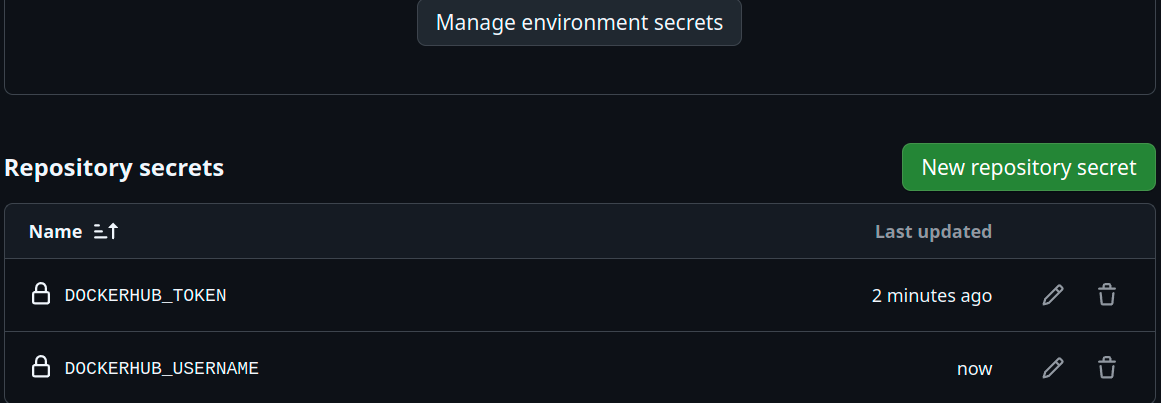 Manage environment secrets
Repository secrets
New repository secret
Name
Last updated
DOCKERHUB_TOKEN
2 minutes ago
DOCKERHUB_USERNAME
now